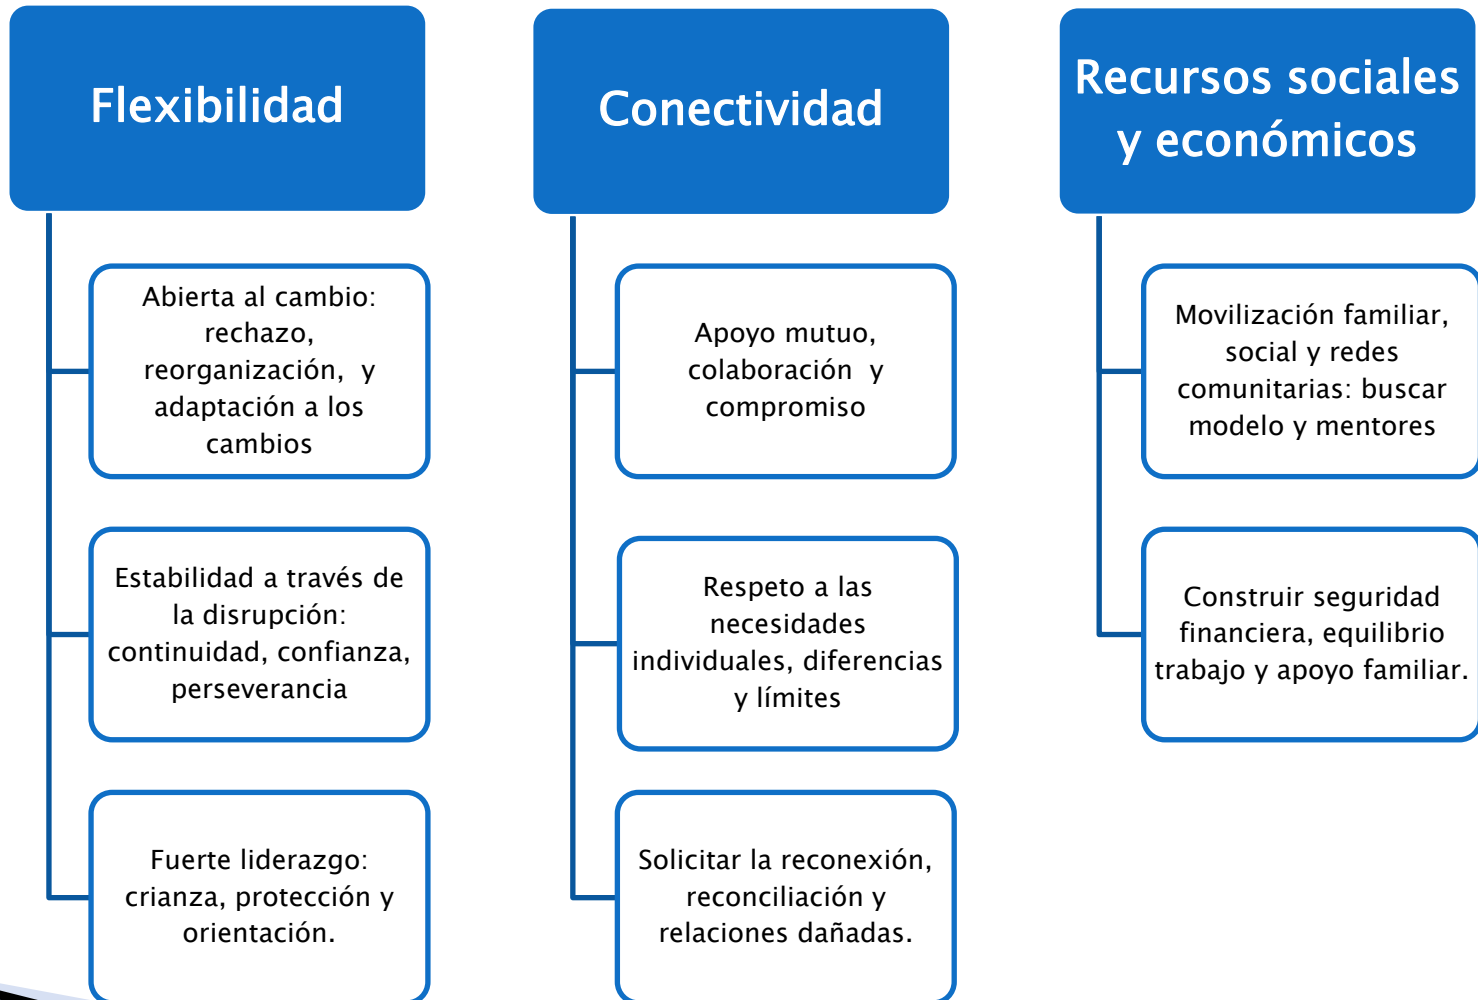 Flexibilidad
Abierta al cambio:
rechazo,
reorganización, y
adaptación a los
cambios
Estabilidad a través de
la disrupción:
continuidad, confianza,
perseverancia
Fuerte liderazgo:
crianza, protección y
orientación.
Conectividad
Apoyo mutuo,
colaboración y
compromiso
Respeto a las
necesidades
individuales, diferencias
y límites
Solicitar la reconexión,
reconciliación y
relaciones dañadas.
Recursos sociales
y económicos
Movilización familiar,
social y redes
comunitarias: buscar
modelo y mentores
Construir seguridad
financiera, equilibrio
trabajo y apoyo familiar.